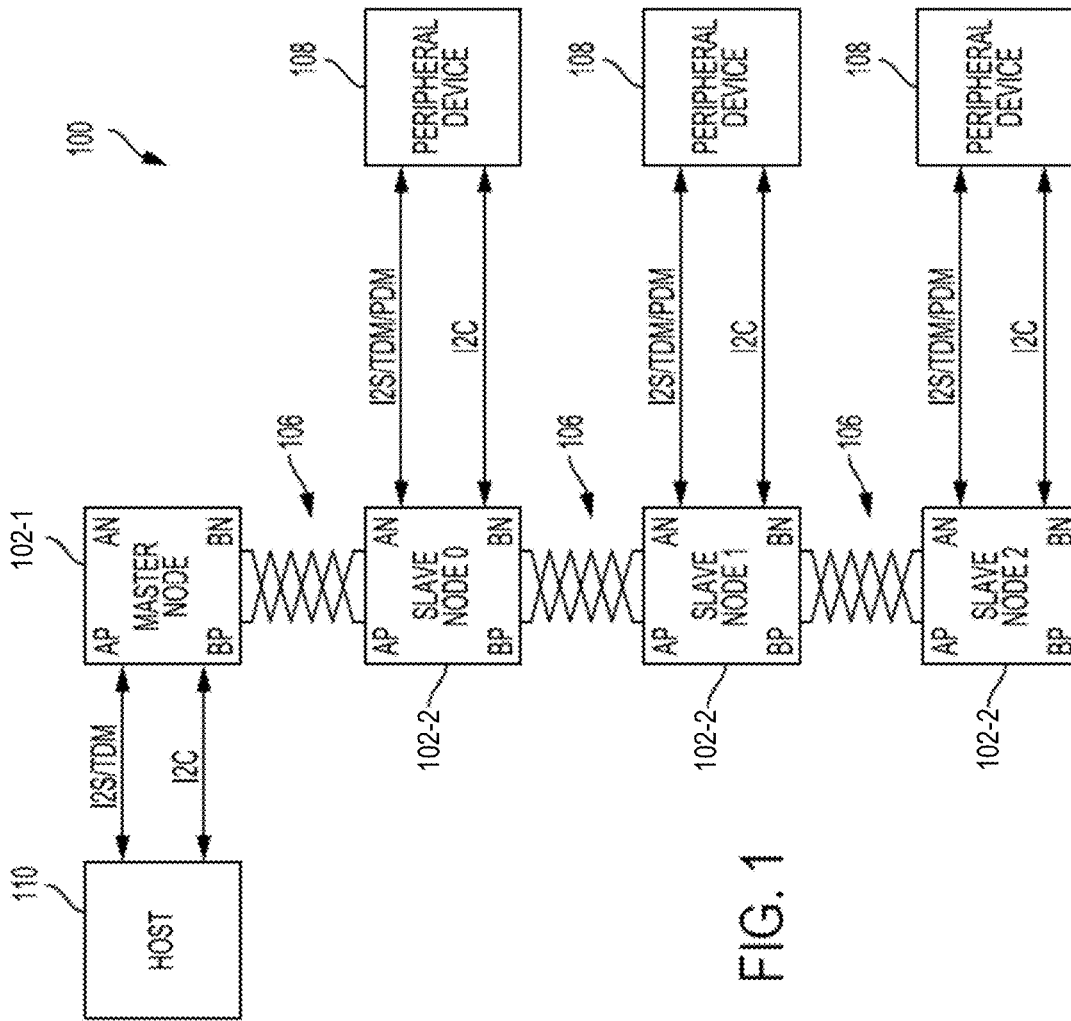 100
110
HOST
I2S/TDM
I2C
102-1
AP
AN
MASTER
NODE
BP
BN
106
102-2
AP
AN
SLAVE
NODE 0
BP
BN
I2S/TDM/PDM
I2C
108
PERIPHERAL
DEVICE
106
102-2
AP
AN
SLAVE
NODE 1
BP
BN
I2S/TDM/PDM
I2C
108
PERIPHERAL
DEVICE
106
102-2
AP
AN
SLAVE
NODE 2
BP
BN
I2S/TDM/PDM
I2C
108
PERIPHERAL
DEVICE
FIG. 1